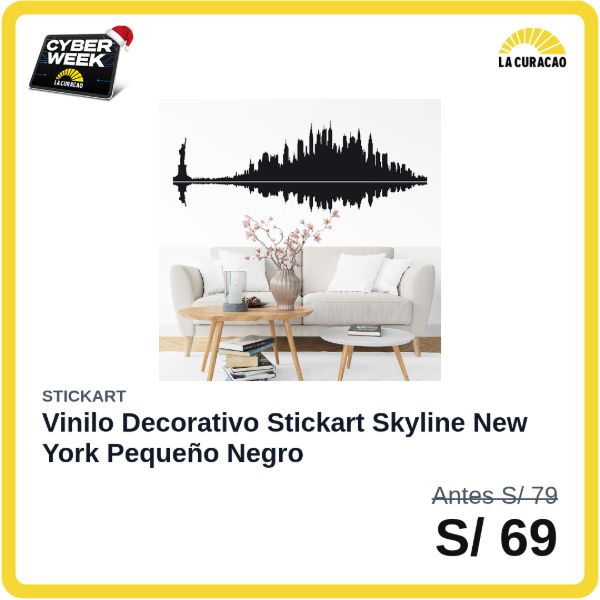 CYBER
WEEK
LA CURACAO
LA CURACAO
STICKART
Vinilo Decorativo Stickart Skyline New
York Pequeño Negro
Antes S/ 79
S/ 69